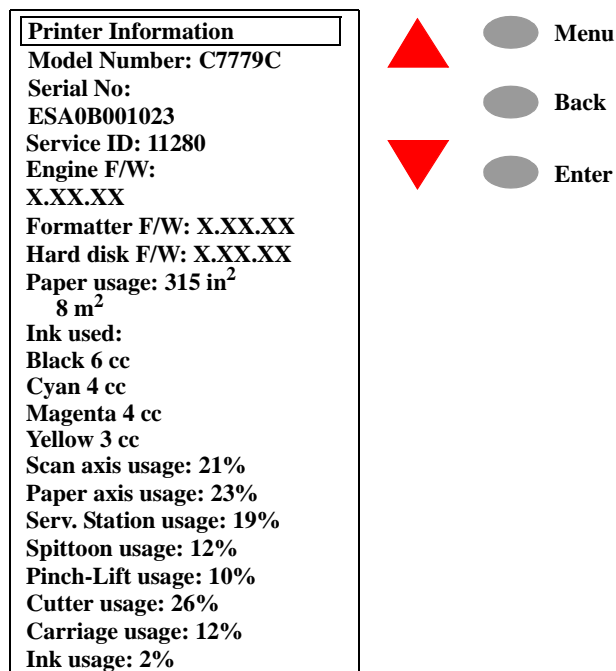 Printer Information
Model Number: C7779C
Serial No:
ESA0B001023
Service ID: 11280
Engine F/W:
X.XX.XX
Formatter F/W: X.XX.XX
Hard disk F/W: X.XX.XX
Paper usage: 315 in²
8 m²
Ink used:
Black 6 cc
Cyan 4 cc
Magenta 4 cc
Yellow 3 cc
Scan axis usage: 21%
Paper axis usage: 23%
Serv. Station usage: 19%
Spittoon usage: 12%
Pinch-Lift usage: 10%
Cutter usage: 26%
Carriage usage: 12%
Ink usage: 2%
Menu
Back
Enter